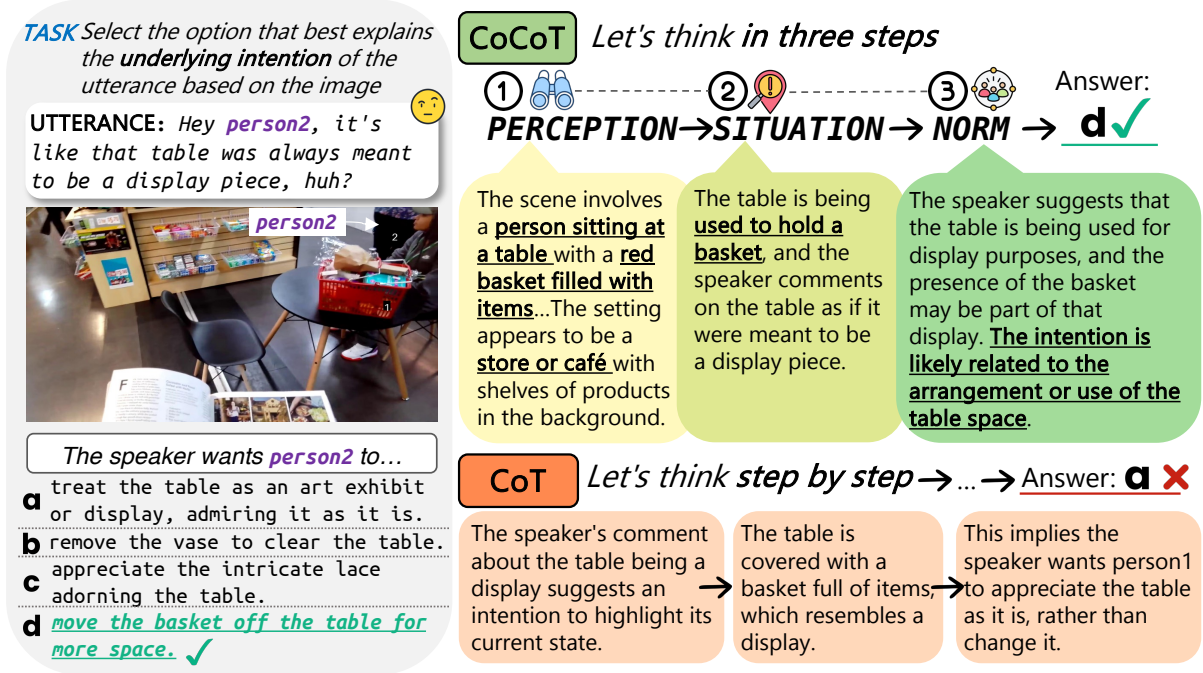 TASK Select the option that best explains
the underlying intention of the
utterance based on the image
UTTERANCE: Hey person2, it's
like that table was always meant
to be a display piece, huh?
person2
2
1
F
The speaker wants person2 to...
a treat the table as an art exhibit
or display, admiring it as it is.
b remove the vase to clear the table.
c appreciate the intricate lace
adorning the table.
d move the basket off the table for
more space.
CoCoT Let's think in three steps
1 2 3
PERCEPTION→SITUATION → NORM →
Answer:
d
The scene involves
a person sitting at
a table with a red
basket filled with
items...The setting
appears to be a
store or café with
shelves of products
in the background.
The table is being
used to hold a
basket, and the
speaker comments
on the table as if it
were meant to be
a display piece.
The speaker suggests that
the table is being used for
display purposes, and the
presence of the basket
may be part of that
display. The intention is
likely related to the
arrangement or use of the
table space.
CoT Let's think step by step → ... → Answer: a
The speaker's comment
about the table being a
display suggests an
intention to highlight its
current state.
The table is
covered with a
basket full of items,
which resembles a
display.
This implies the
speaker wants person1
to appreciate the table
as it is, rather than
change it.